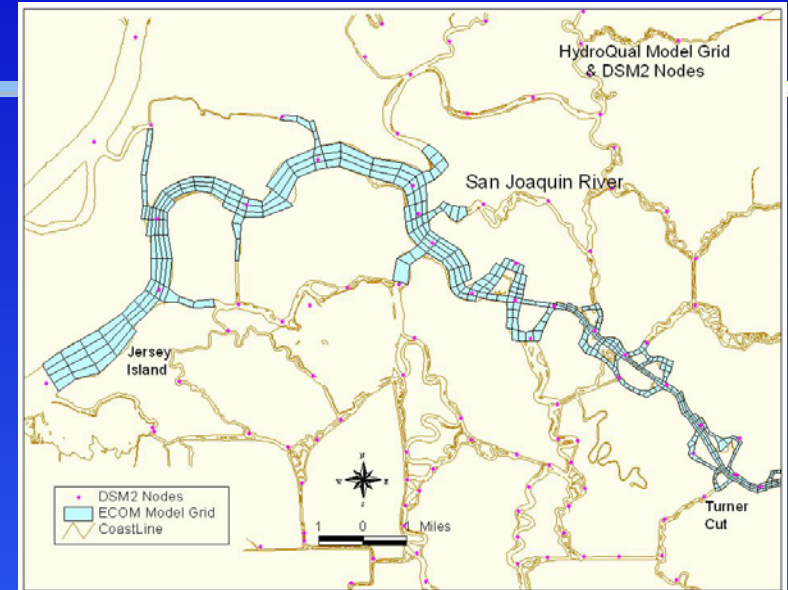 HydroQual Model Grid
& DSM2 Nodes
San Joaquin River
Jersey
Island
N
W E
S
DSM2 Nodes
ECOM Model Grid
CoastLine
1 0 1 Miles
Turner
Cut